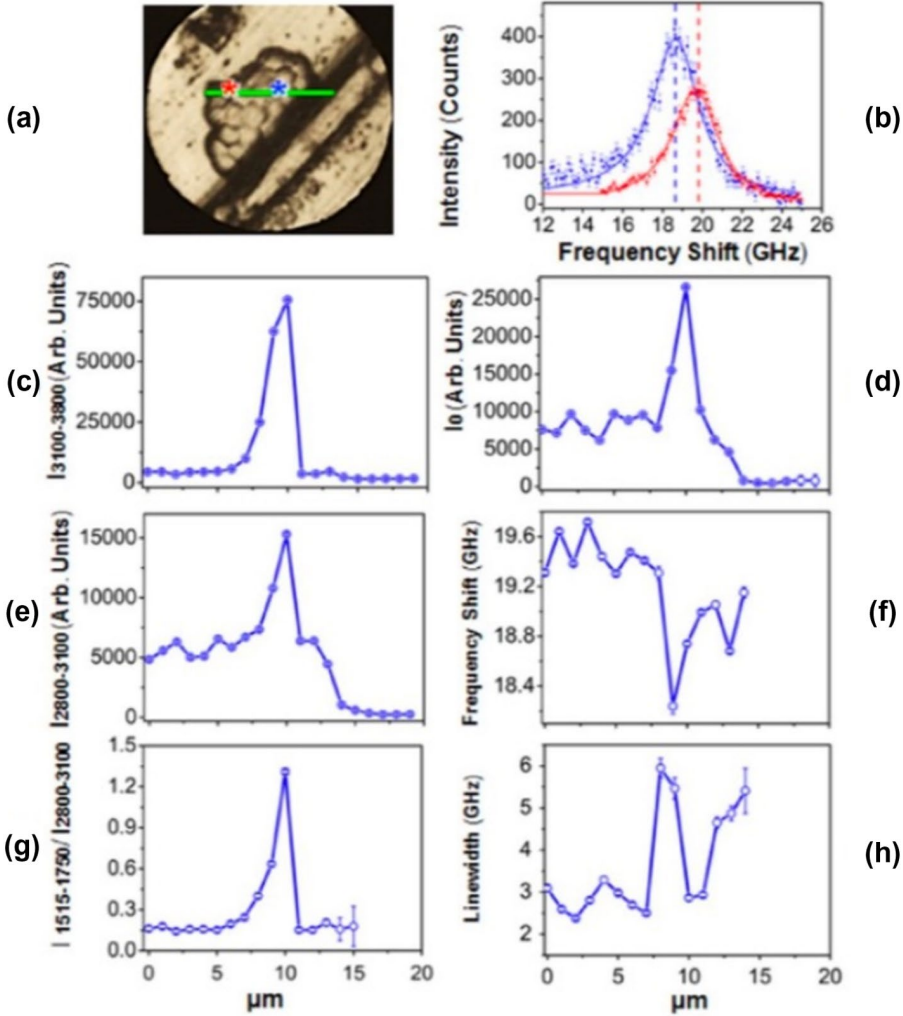 (a)
Intensity (Counts)
400
300
200
100
0
12 14 16 18 20 22 24 26
Frequency Shift (GHz)
(b)
(c)
I3100-3800 (Arb. Units)
75000
50000
25000
0
I0 (Arb. Units)
25000
20000
15000
10000
5000
0
(d)
(e)
I2800-3100 (Arb. Units)
15000
10000
5000
0
Frequency Shift (GHz)
19.6
19.2
18.8
18.4
(f)
(g)
I 1515-1750/ I2800-3100
1.5
1.2
0.9
0.6
0.3
0.0
0 5 10 15 20
µm
Linewidth (GHz)
6
5
4
3
2
0 5 10 15 20
µm
(h)